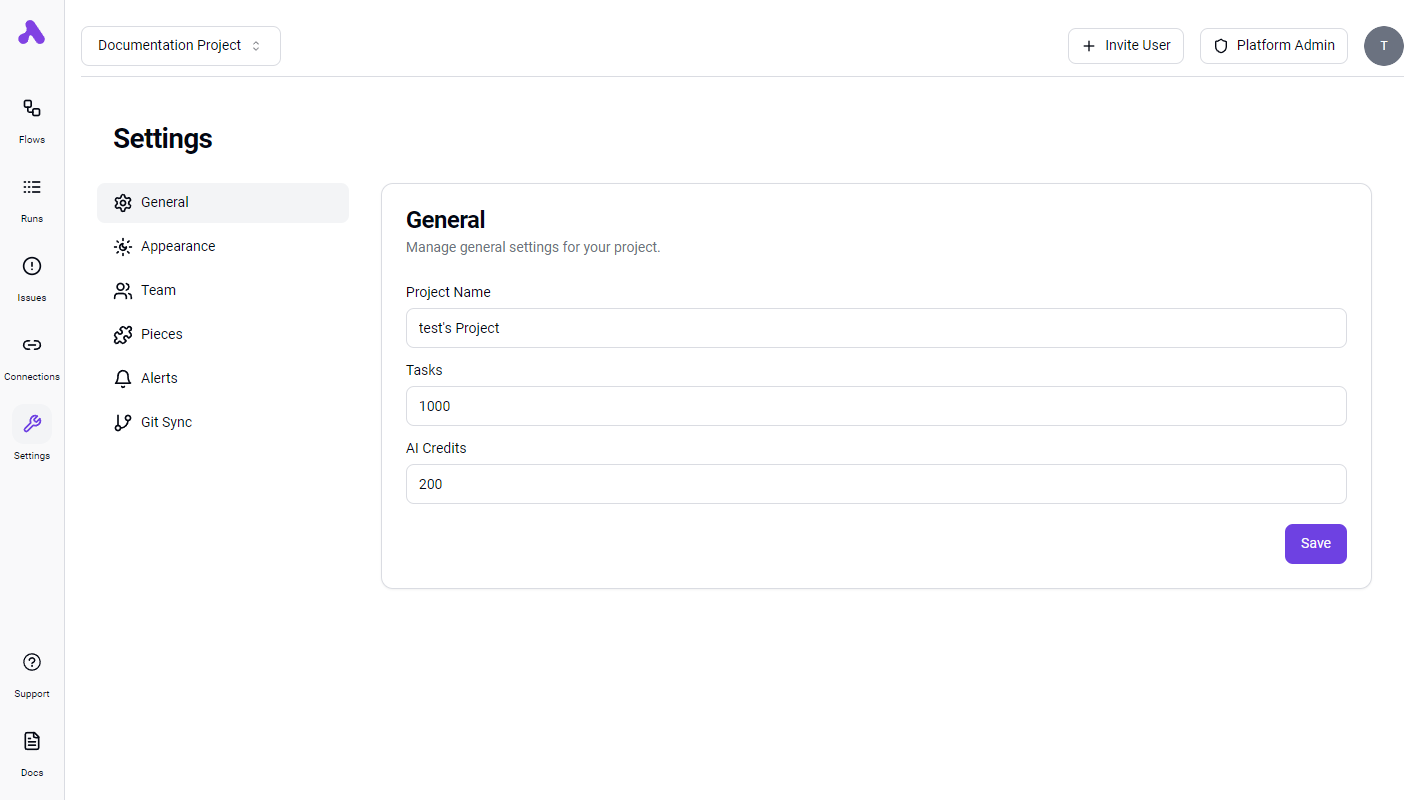 Documentation Project
Invite User
Platform Admin
T
Flows
Runs
Issues
Connections
Settings
Support
Docs
Settings
General
Appearance
Team
Pieces
Alerts
Git Sync
General
Manage general settings for your project.
Project Name
test's Project
Tasks
1000
AI Credits
200
Save